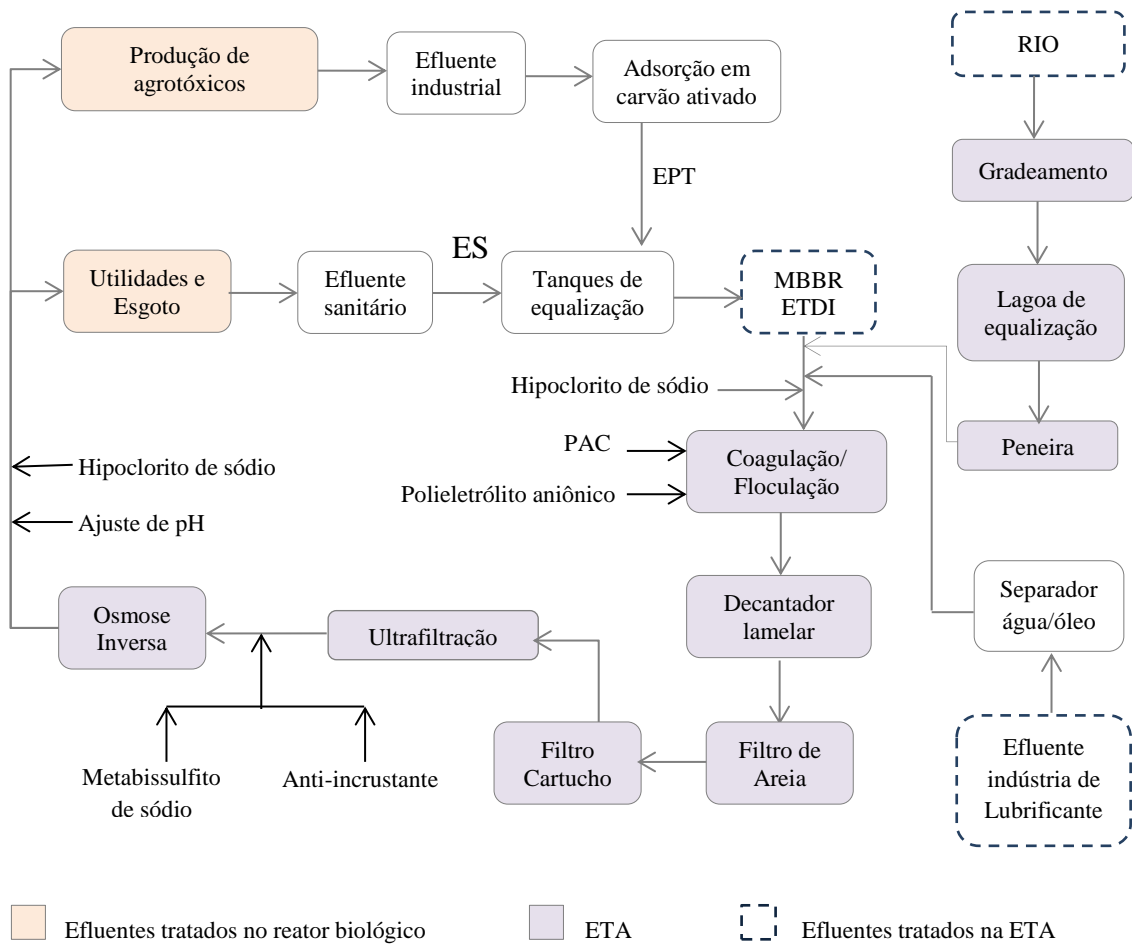 Produção de
agrotóxicos
Efluente
industrial
Adsorção em
carvão ativado
RIO
Gradeamento
EPT
ES
Utilidades e
Esgoto
Efluente
sanitário
Tanques de
equalização
MBBR
ETDI
Lagoa de
equalização
Hipoclorito de sódio
Peneira
PAC
Coagulação/
Floculação
Polieletrólito aniônico
Hipoclorito de sódio
Ajuste de pH
Osmose
Inversa
Ultrafiltração
Decantador
lamelar
Separador
água/óleo
Metabissulfito
de sódio
Anti-incrustante
Filtro
Cartucho
Filtro de
Areia
Efluente
indústria de
Lubrificante
Efluentes tratados no reator biológico
ETA
Efluentes tratados na ETA